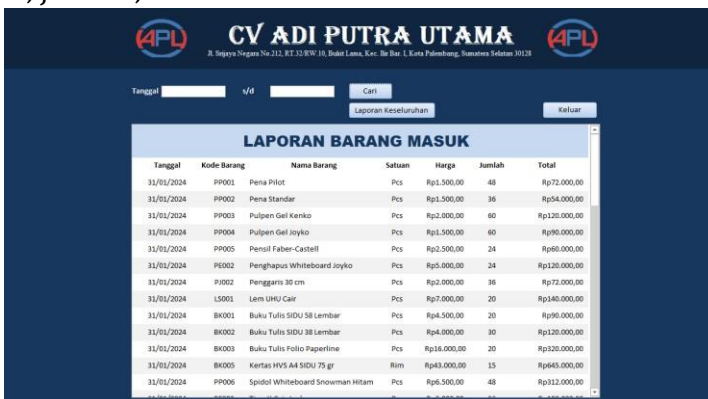 APL
CV ADI PUTRA UTAMA
APL
Jl. Srijaya Negara No.212, RT.32/RW.10, Bukit Lama, Kec. Ilir Bar. I, Kota Palembang, Sumatera Selatan 30128
Tanggal s/d Cari
Laporan Keseluruhan Keluar
LAPORAN BARANG MASUK
Tanggal Kode Barang Nama Barang Satuan Harga Jumlah Total
31/01/2024 PP001 Pena Pilot Pcs Rp1.500,00 48 Rp72.000,00
31/01/2024 PP002 Pena Standar Pcs Rp1.500,00 36 Rp54.000,00
31/01/2024 PP003 Pulpen Gel Kenko Pcs Rp2.000,00 60 Rp120.000,00
31/01/2024 PP004 Pulpen Gel Joyko Pcs Rp1.500,00 60 Rp90.000,00
31/01/2024 PP005 Pensil Faber-Castell Pcs Rp2.500,00 24 Rp60.000,00
31/01/2024 PE002 Penghapus Whiteboard Joyko Pcs Rp5.000,00 24 Rp120.000,00
31/01/2024 PJ002 Penggaris 30 cm Pcs Rp2.000,00 36 Rp72.000,00
31/01/2024 LS001 Lem UHU Cair Pcs Rp7.000,00 20 Rp140.000,00
31/01/2024 BK001 Buku Tulis SIDU 58 Lembar Pcs Rp4.500,00 20 Rp90.000,00
31/01/2024 BK002 Buku Tulis SIDU 38 Lembar Pcs Rp4.000,00 30 Rp120.000,00
31/01/2024 BK003 Buku Tulis Folio Paperline Pcs Rp16.000,00 20 Rp320.000,00
31/01/2024 BK005 Kertas HVS A4 SIDU 75 gr Rim Rp43.000,00 15 Rp645.000,00
31/01/2024 PP006 Spidol Whiteboard Snowman Hitam Pcs Rp6.500,00 48 Rp312.000,00